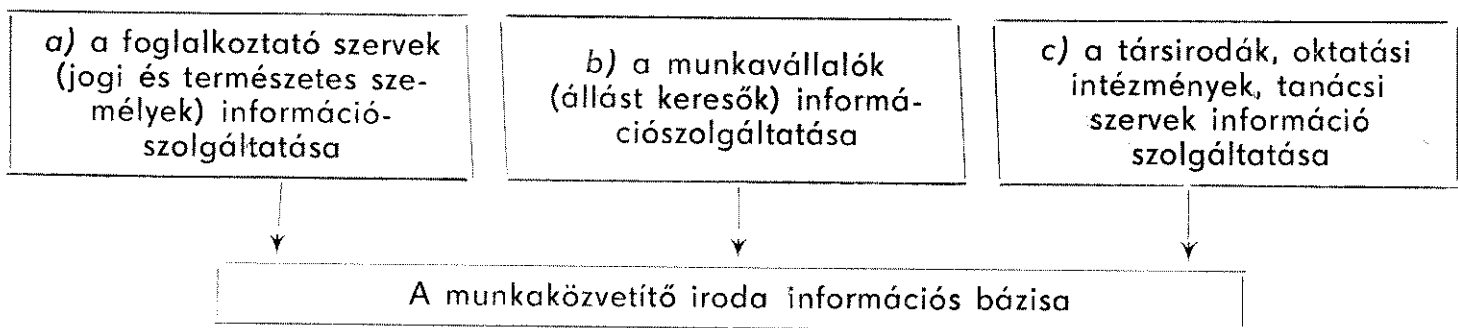 a) a foglalkoztató szervek
(jogi és természetes sze-
mélyek) információ-
szolgáltatása
b) a munkavállalók
(állást keresők) informá-
ciószolgáltatása
c) a társirodák, oktatási
intézmények, tanácsi
szervek információ
szolgáltatása
A munkaközvetítő iroda információs bázisa